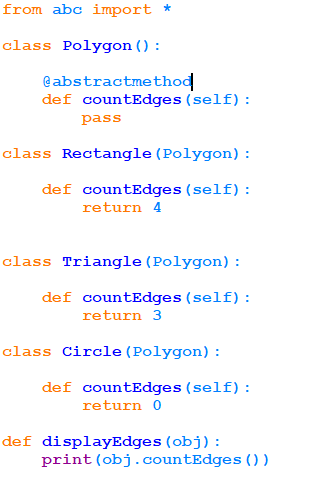 from abc import *
class Polygon():
    @abstractmethod
    def countEdges(self):
        pass
class Rectangle(Polygon):
    def countEdges(self):
        return 4
class Triangle(Polygon):
    def countEdges(self):
        return 3
class Circle(Polygon):
    def countEdges(self):
        return 0
def displayEdges(obj):
    print(obj.countEdges())